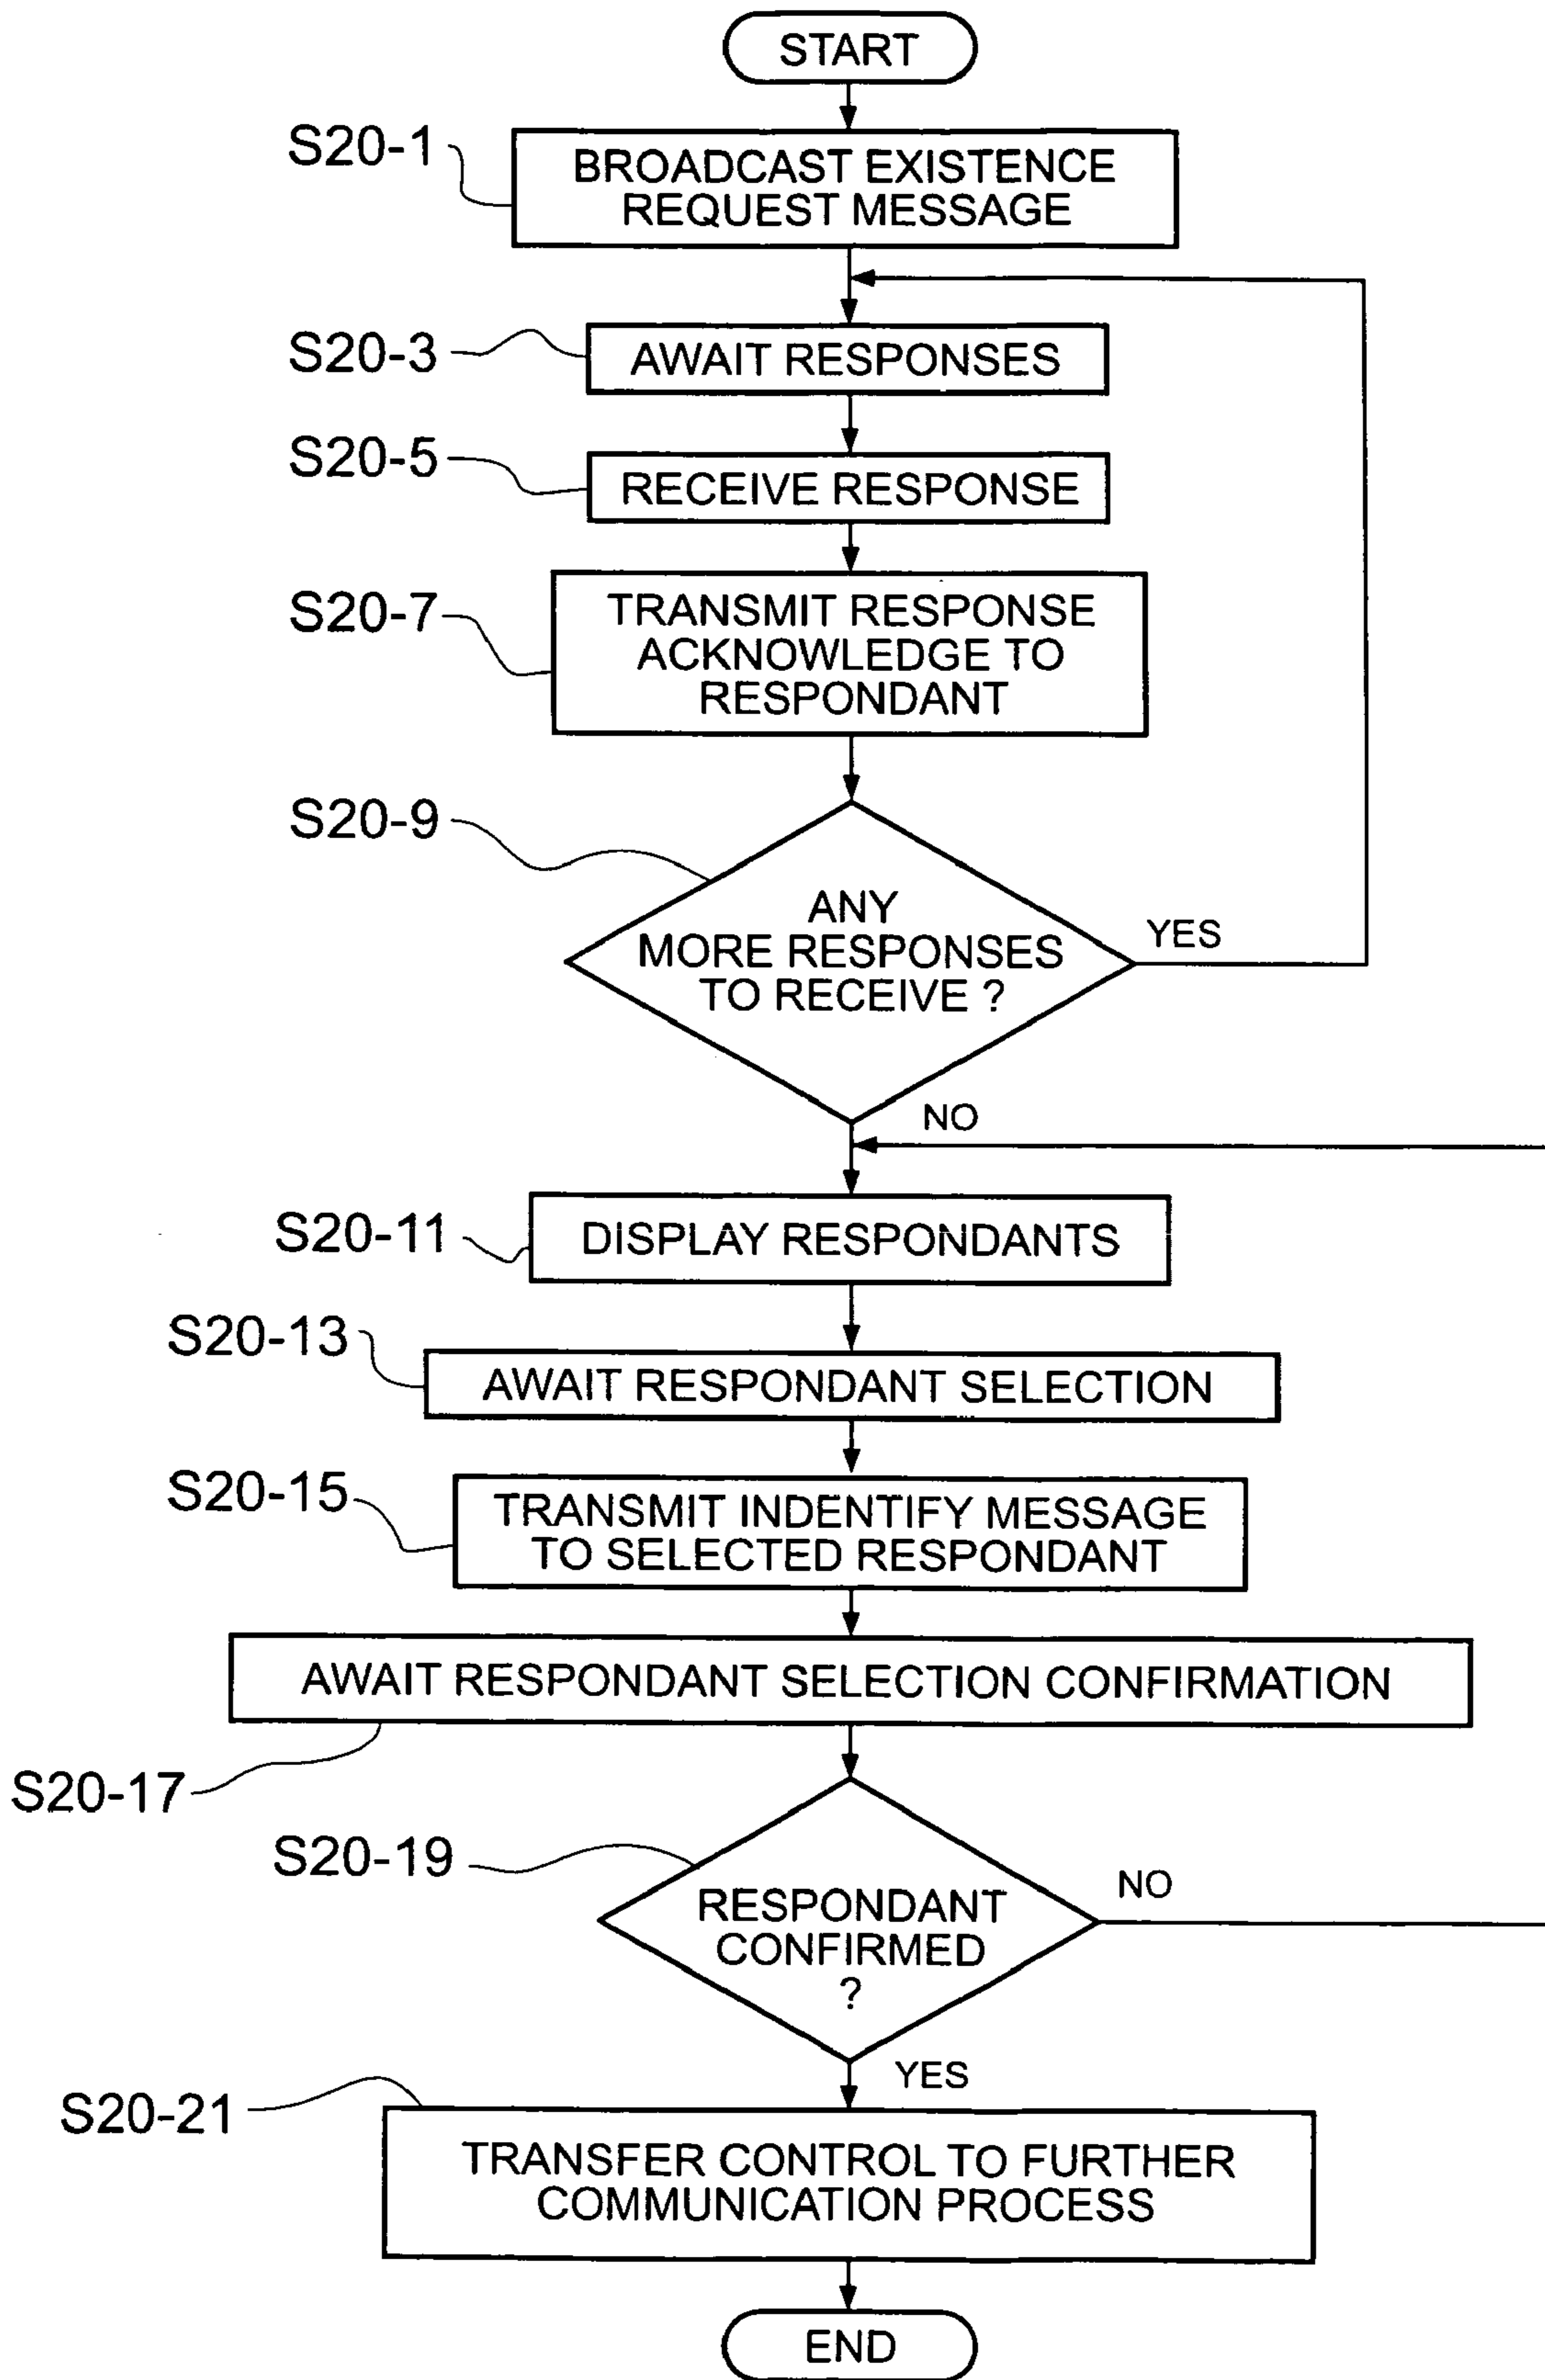 START
S20-1
BROADCAST EXISTENCE
REQUEST MESSAGE
S20-3
AWAIT RESPONSES
S20-5
RECEIVE RESPONSE
S20-7
TRANSMIT RESPONSE
ACKNOWLEDGE TO
RESPONDANT
S20-9
ANY
MORE RESPONSES
TO RECEIVE ?
YES
NO
S20-11
DISPLAY RESPONDANTS
S20-13
AWAIT RESPONDANT SELECTION
S20-15
TRANSMIT INDENTIFY MESSAGE
TO SELECTED RESPONDANT
AWAIT RESPONDANT SELECTION CONFIRMATION
S20-17
S20-19
RESPONDANT
CONFIRMED
?
NO
YES
S20-21
TRANSFER CONTROL TO FURTHER
COMMUNICATION PROCESS
END